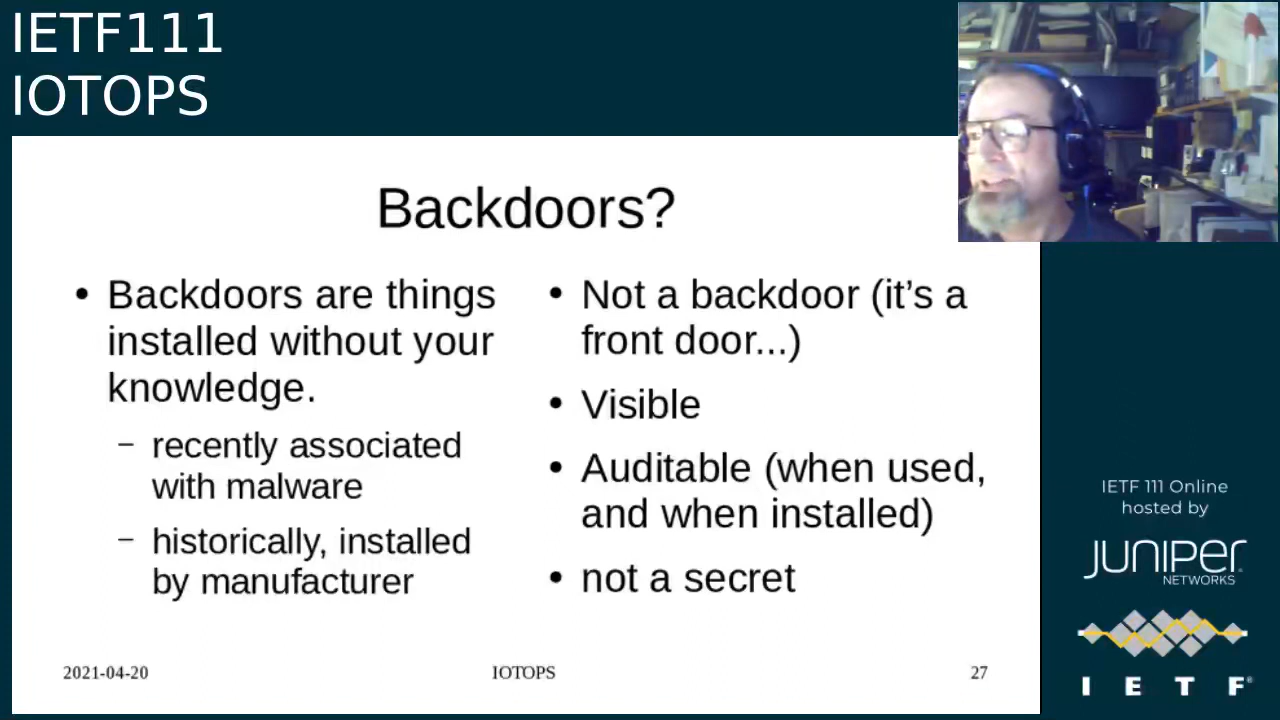 IETF111
IOTOPS
Backdoors?
• Backdoors are things
installed without your
knowledge.
– recently associated
with malware
– historically, installed
by manufacturer
• Not a backdoor (it’s a
front door...)
• Visible
• Auditable (when used,
and when installed)
• not a secret
2021-04-20
IOTOPS
27
IETF 111 Online
hosted by
JUNIPER
NETWORKS
I E T F®